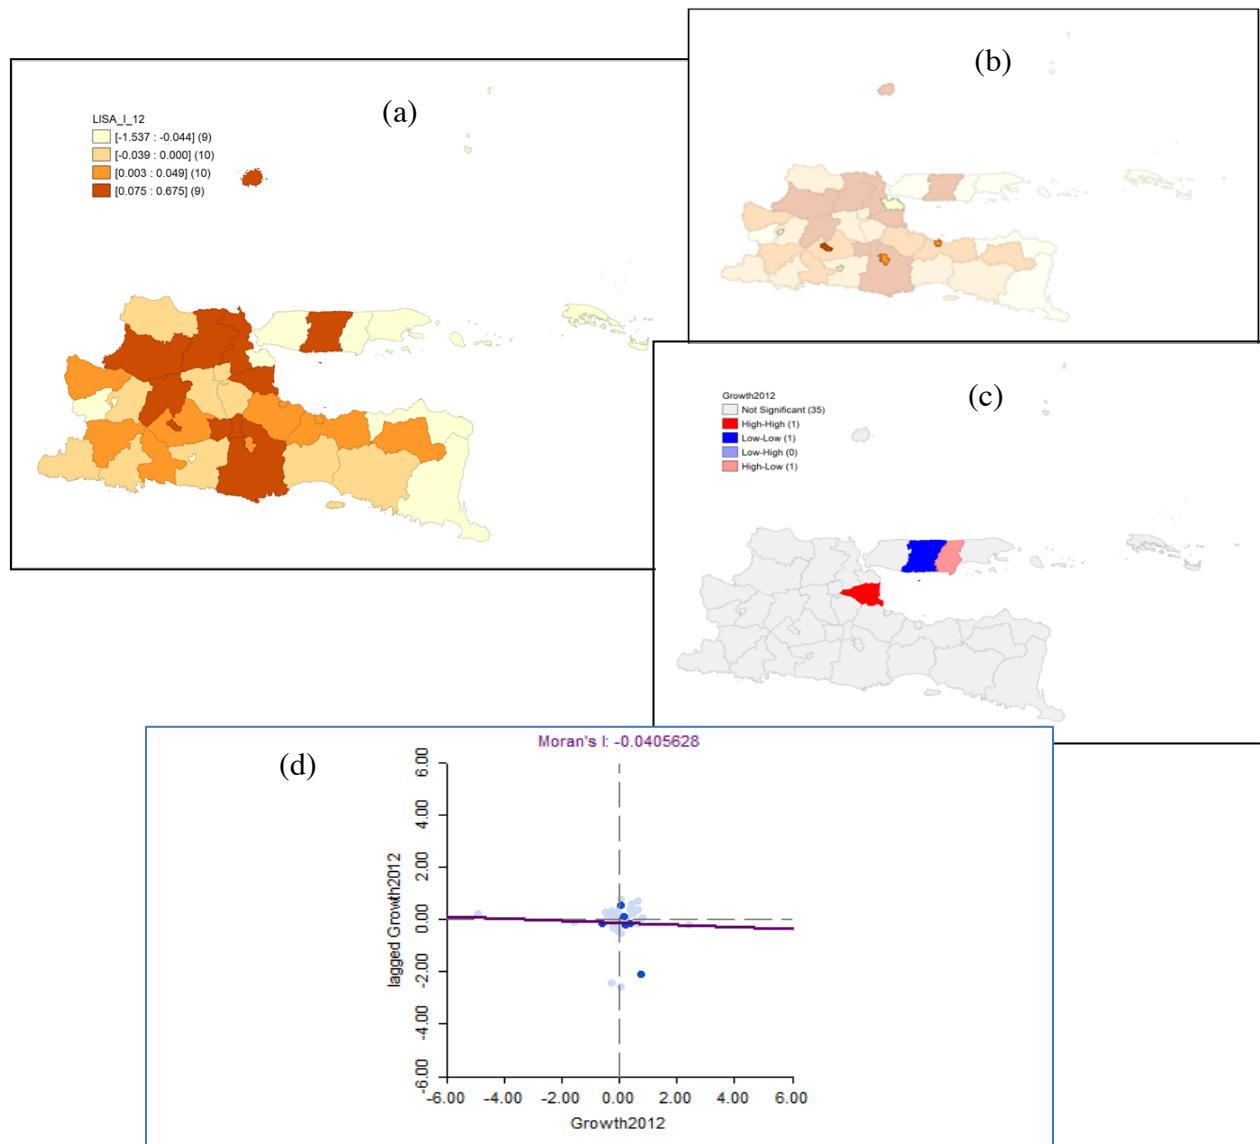 (a)
LISA_I_12
[-1.537 : -0.044] (9)
[-0.039 : 0.000] (10)
[0.003 : 0.049] (10)
[0.075 : 0.675] (9)
(b)
(c)
Growth2012
Not Significant (35)
High-High (1)
Low-Low (1)
Low-High (0)
High-Low (1)
(d)
Moran's I: -0.0405628
lagged Growth2012
6.00
4.00
2.00
0.00
-2.00
-4.00
-6.00
-6.00 -4.00 -2.00 0.00 2.00 4.00 6.00
Growth2012